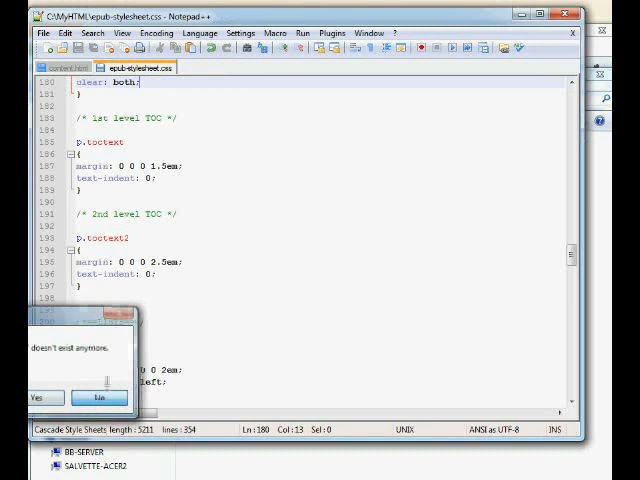 C:\MyHTML\epub-stylesheet.css - Notepad++
File Edit Search View Encoding Language Settings Macro Run Plugins Window ?
content.html epub-stylesheet.css
180 clear: both;
181 }
182
183 /* 1st level TOC */
184
185 p.toctext
186 {
187 margin: 0 0 0 1.5em;
188 text-indent: 0;
189 }
190
191 /* 2nd level TOC */
192
193 p.toctext2
194 {
195 margin: 0 0 0 2.5em;
196 text-indent: 0;
197 }
198
doesn't exist anymore.
0 0 2em;
left;
Yes No
Cascade Style Sheets length : 5211 lines : 354 Ln : 180 Col : 13 Sel : 0 UNIX ANSI as UTF-8 INS
BB-SERVER
SALVETTE-ACER2